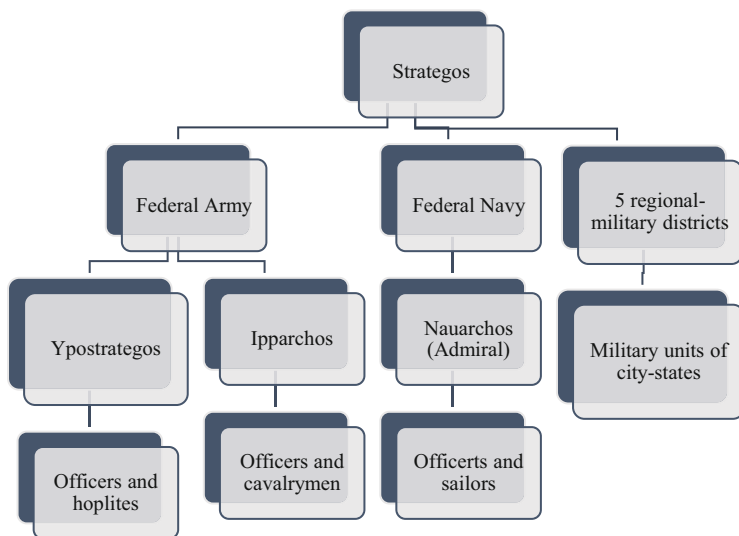 Strategos
Federal Army
Federal Navy
5 regional-
military districts
Ypostrategos
Ipparchos
Nauarchos
(Admiral)
Military units of
city-states
Officers and
hoplites
Officers and
cavalrymen
Officerts and
sailors